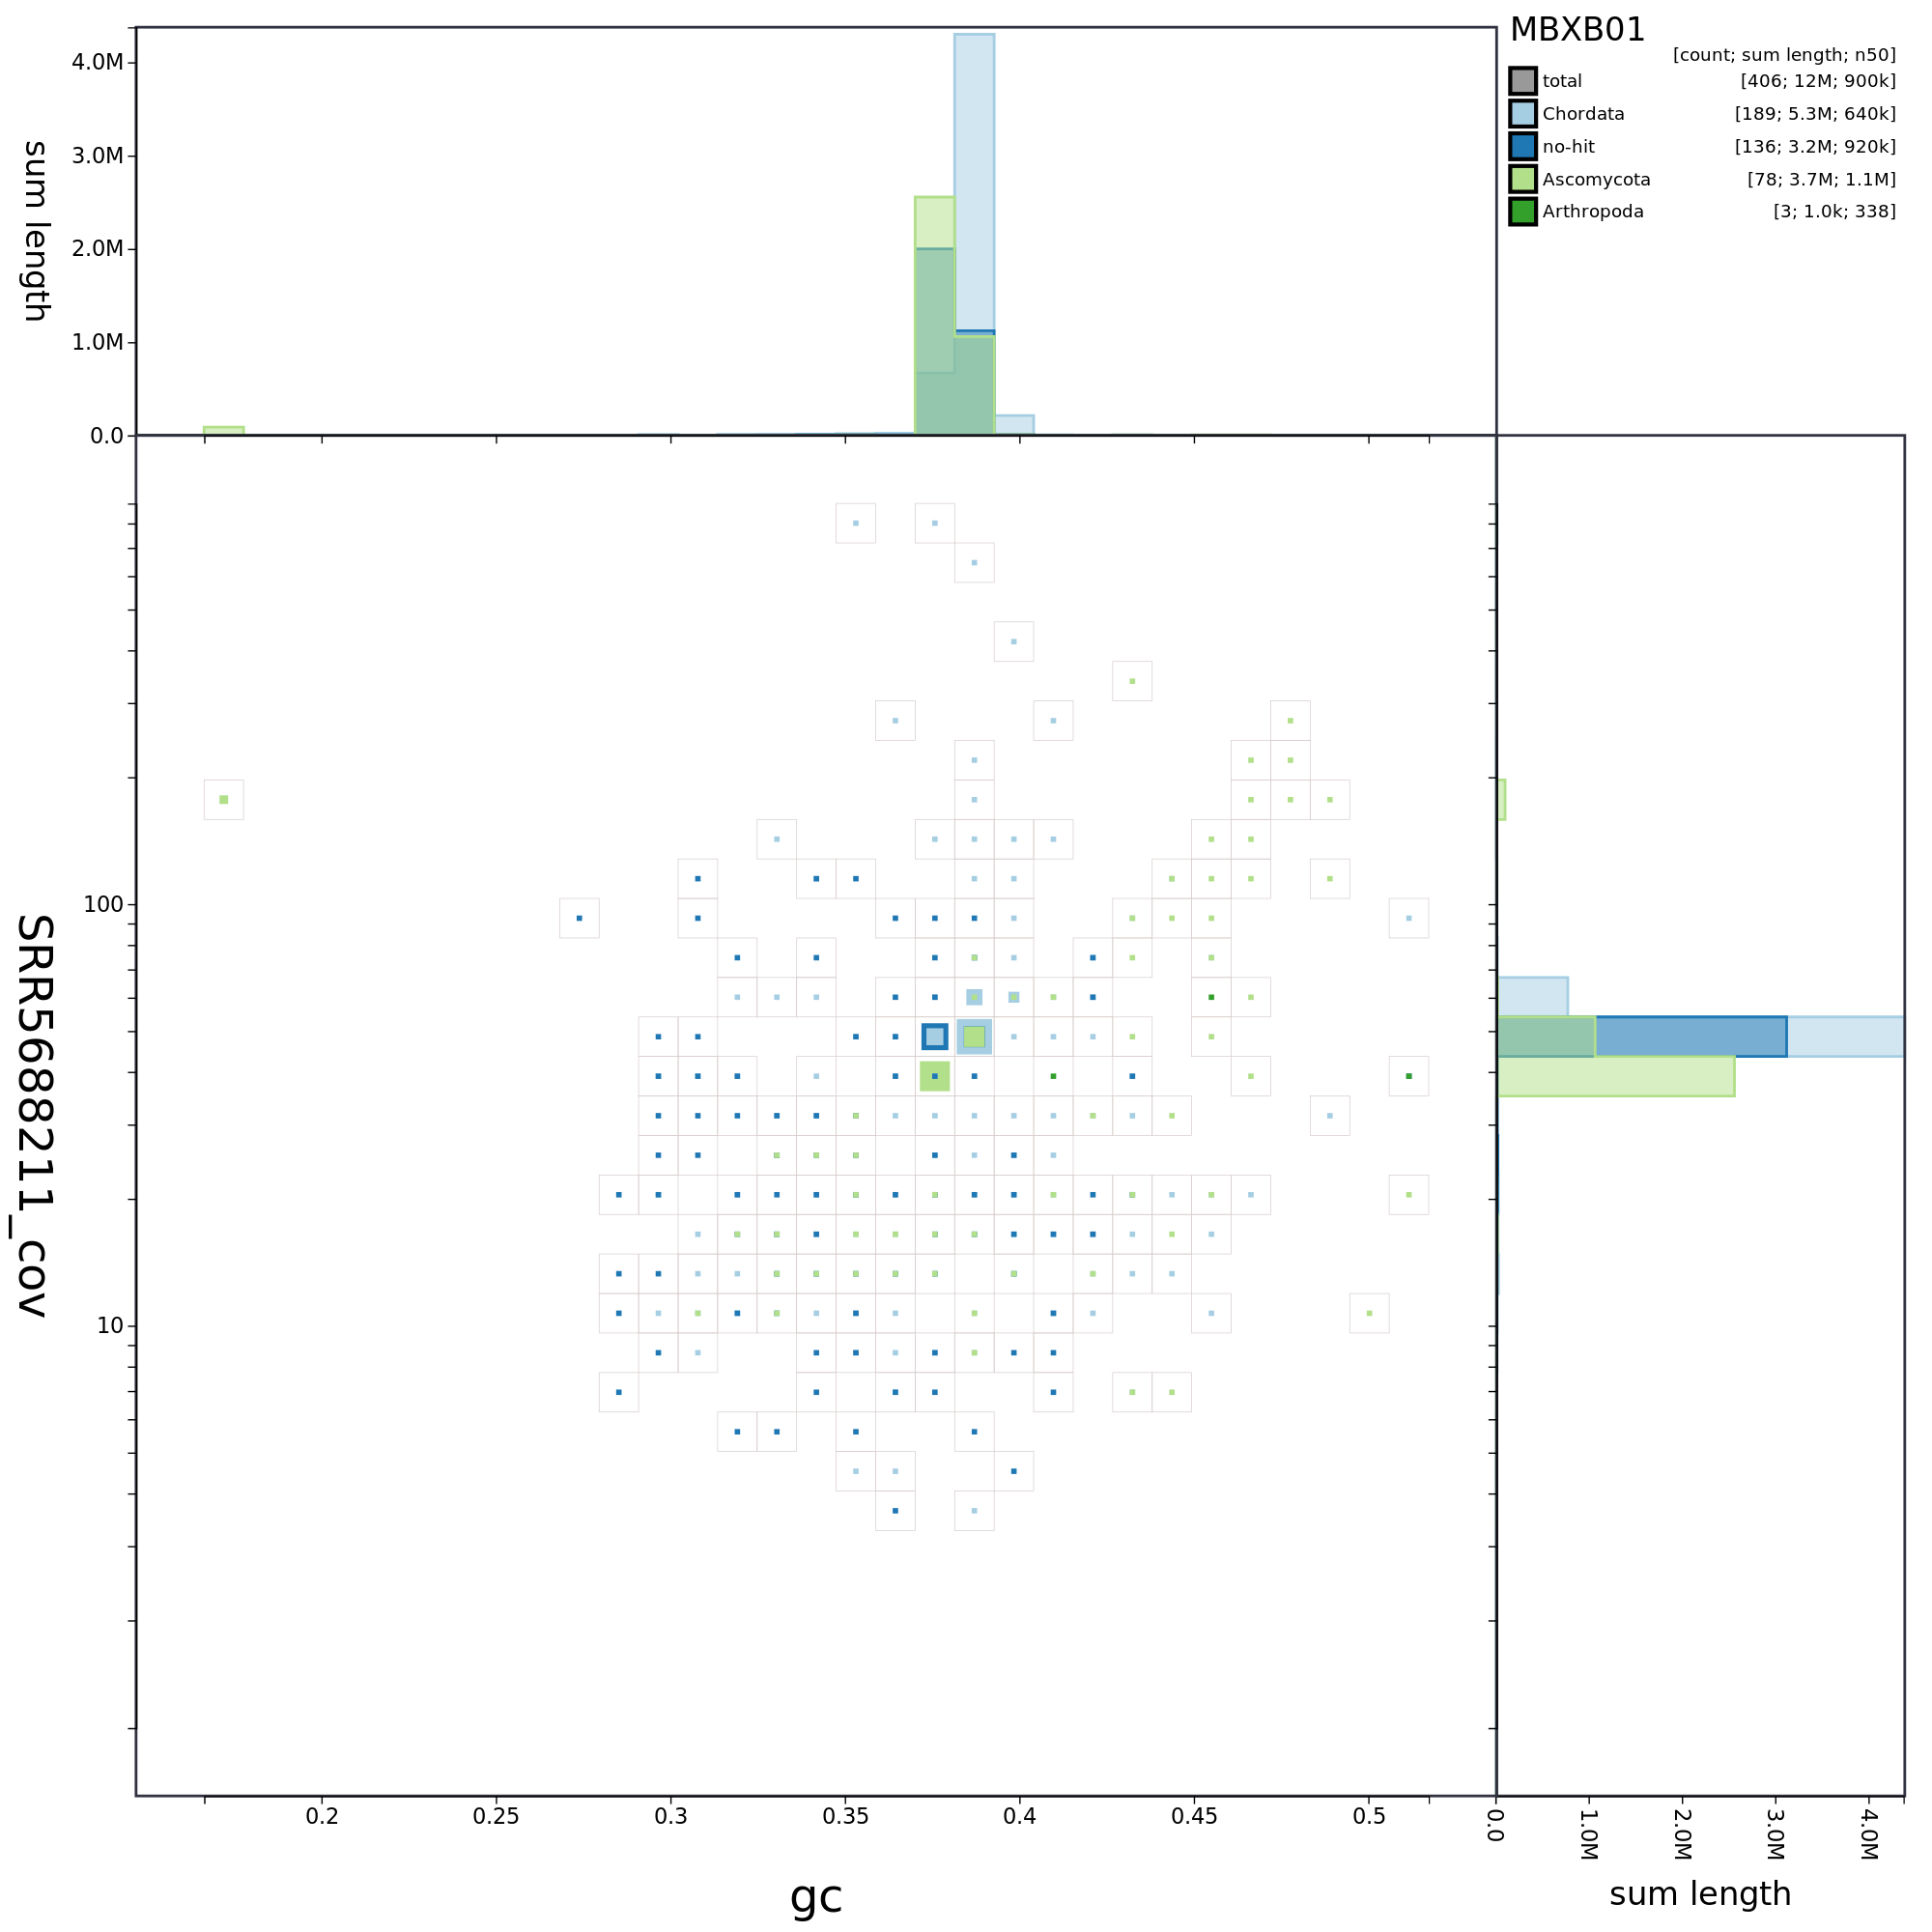 MBXB01
[count; sum length; n50]
total [406; 12M; 900k]
Chordata [189; 5.3M; 640k]
no-hit [136; 3.2M; 920k]
Ascomycota [78; 3.7M; 1.1M]
Arthropoda [3; 1.0k; 338]
sum length
4.0M
3.0M
2.0M
1.0M
0.0
SRR5688211_cov
100
10
0.2 0.25 0.3 0.35 0.4 0.45 0.5
gc
0.0 1.0M 2.0M 3.0M 4.0M
sum length